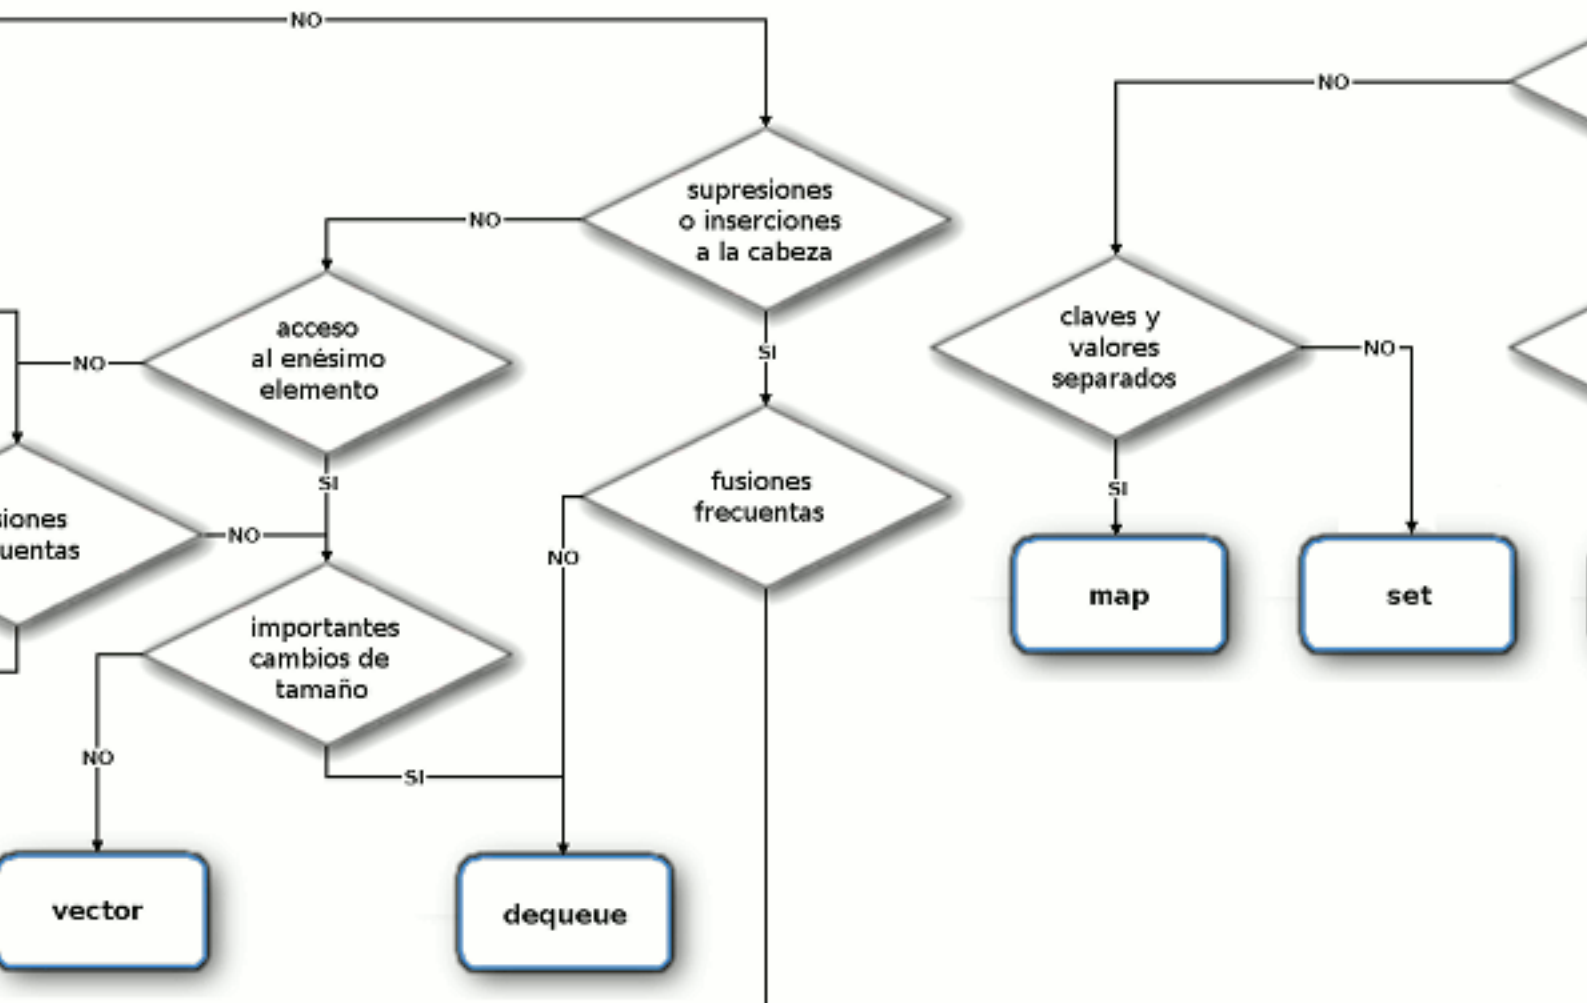 NO
NO
supresiones
o inserciones
a la cabeza
NO
acceso
al enésimo
elemento
NO
SI
claves y
valores
separados
NO
SI
NO
fusiones
frecuentas
SI
NO
importantes
cambios de
tamaño
NO
NO
SI
map
set
vector
dequeue